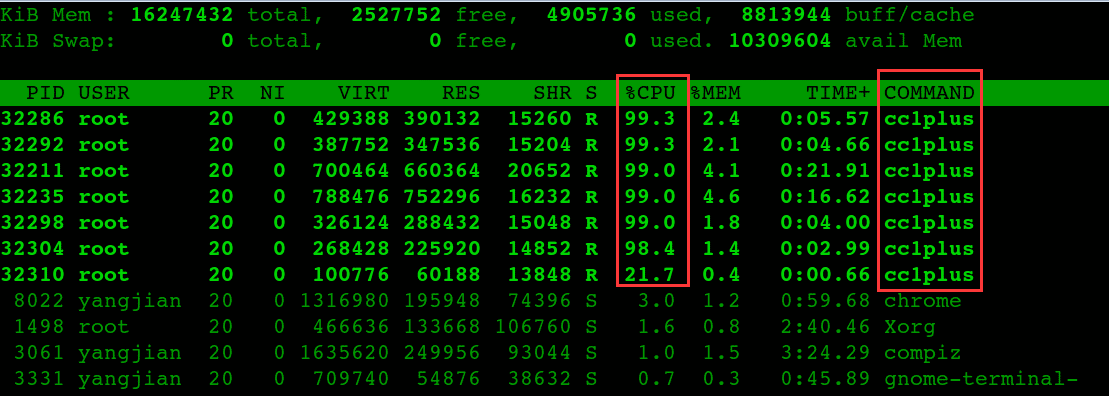 KiB Mem : 16247432 total, 2527752 free, 4905736 used, 8813944 buff/cache
KiB Swap: 0 total, 0 free, 0 used. 10309604 avail Mem
PID USER PR NI VIRT RES SHR S %CPU %MEM TIME+ COMMAND
32286 root 20 0 429388 390132 15260 R 99.3 2.4 0:05.57 cc1plus
32292 root 20 0 387752 347536 15204 R 99.3 2.1 0:04.66 cc1plus
32211 root 20 0 700464 660364 20652 R 99.0 4.1 0:21.91 cc1plus
32235 root 20 0 788476 752296 16232 R 99.0 4.6 0:16.62 cc1plus
32298 root 20 0 326124 288432 15048 R 99.0 1.8 0:04.00 cc1plus
32304 root 20 0 268428 225920 14852 R 98.4 1.4 0:02.99 cc1plus
32310 root 20 0 100776 60188 13848 R 21.7 0.4 0:00.66 cc1plus
8022 yangjian 20 0 1316980 195948 74396 S 3.0 1.2 0:59.68 chrome
1498 root 20 0 466636 133668 106760 S 1.6 0.8 2:40.46 Xorg
3061 yangjian 20 0 1635620 249956 93044 S 1.0 1.5 3:24.29 compiz
3331 yangjian 20 0 709740 54876 38632 S 0.7 0.3 0:45.89 gnome-terminal-